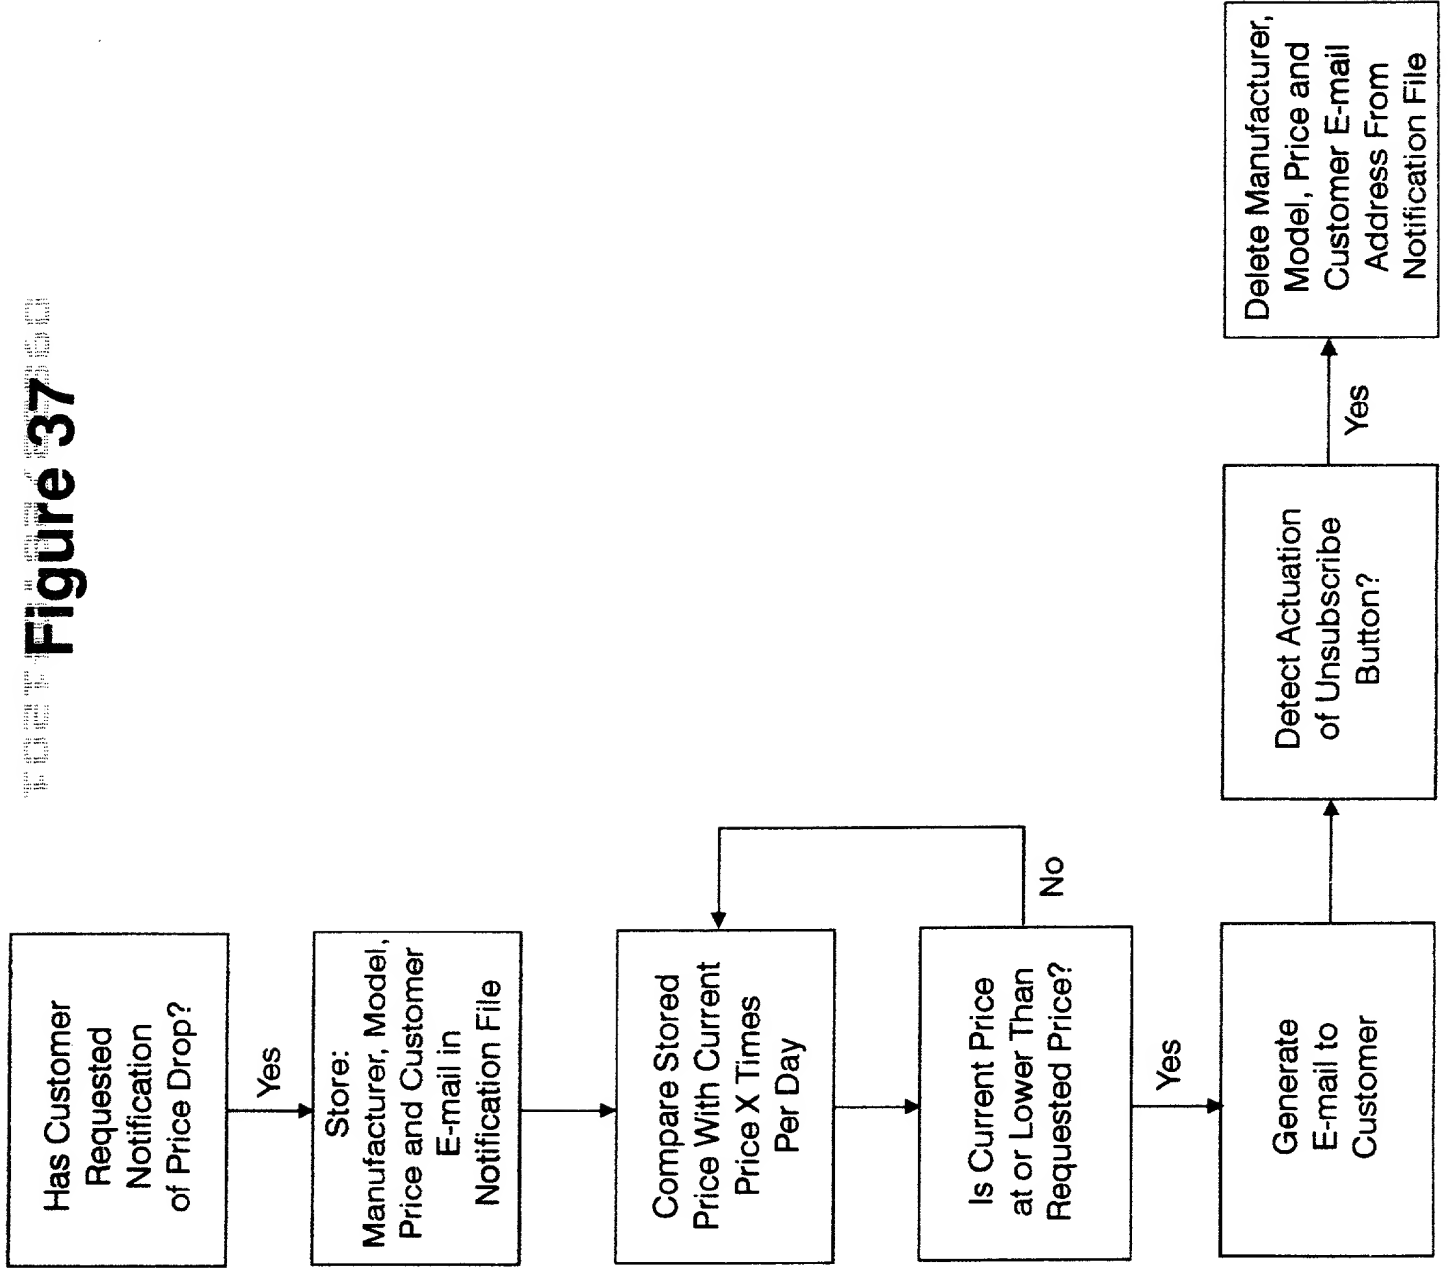 Figure 37
Has Customer
Requested
Notification
of Price Drop?
Yes
Store:
Manufacturer, Model,
Price and Customer
E-mail in
Notification File
Compare Stored
Price With Current
Price X Times
Per Day
Is Current Price
at or Lower Than
Requested Price?
No
Yes
Generate
E-mail to
Customer
Detect Actuation
of Unsubscribe
Button?
Yes
Delete Manufacturer,
Model, Price and
Customer E-mail
Address From
Notification File